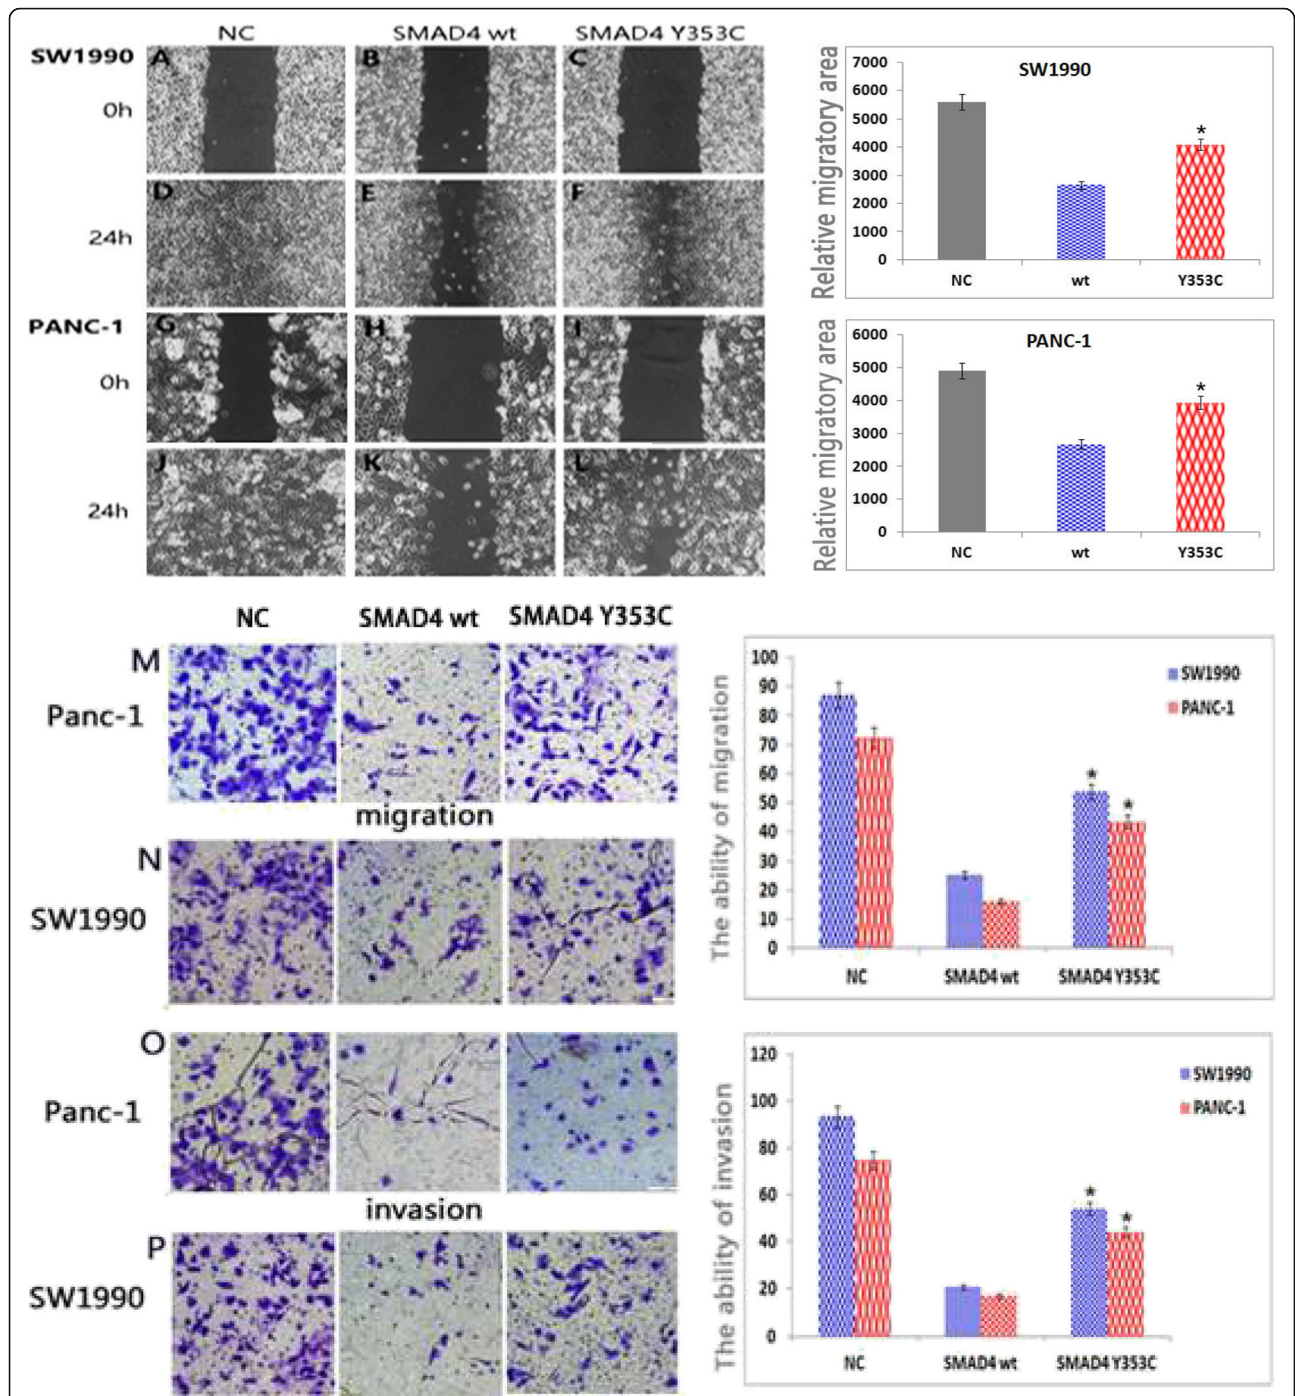 NC SMAD4 wt SMAD4 Y353C
SW1990 A B C
0h
D E F
24h
PANC-1 G H I
0h
J K L
24h
Relative migratory area
SW1990
7000
6000
5000
4000
3000
2000
1000
0
*
NC wt Y353C
Relative migratory area
PANC-1
6000
5000
4000
3000
2000
1000
0
*
NC wt Y353C
NC SMAD4 wt SMAD4 Y353C
M
Panc-1
migration
N
SW1990
The ability of migration
100
90
80
70
60
50
40
30
20
10
0
SW1990
PANC-1
* *
NC SMAD4 wt SMAD4 Y353C
O
Panc-1
invasion
P
SW1990
The ability of invasion
120
100
80
60
40
20
0
SW1990
PANC-1
* *
NC SMAD4 wt SMAD4 Y353C